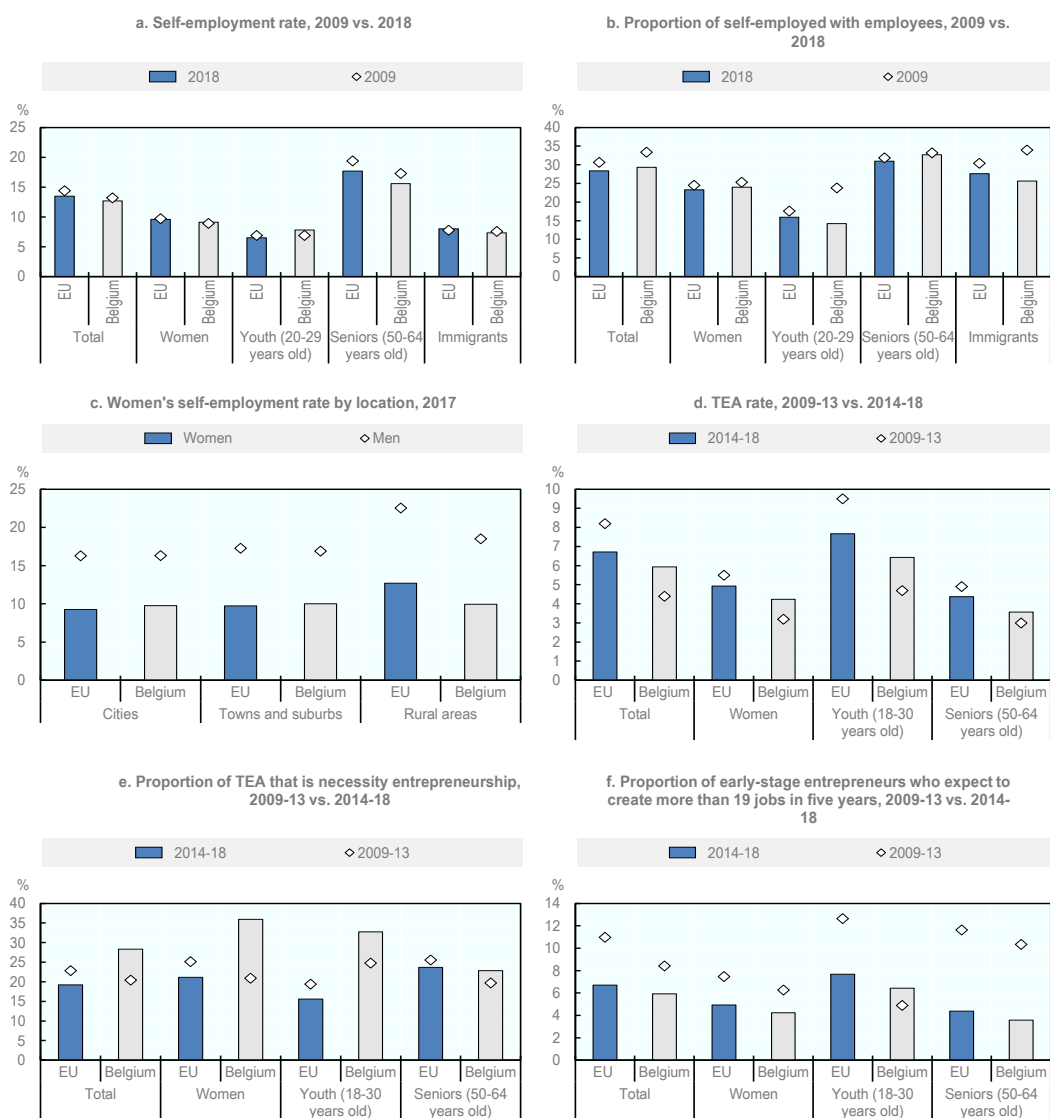 a. Self-employment rate, 2009 vs. 2018
2018 2009
%
25
20
15
10
5
0
EU Belgium EU Belgium EU Belgium EU Belgium EU Belgium
Total Women Youth (20-29 years old) Seniors (50-64 years old) Immigrants
b. Proportion of self-employed with employees, 2009 vs.
2018
2018 2009
%
40
35
30
25
20
15
10
5
0
EU Belgium EU Belgium EU Belgium EU Belgium EU Belgium
Total Women Youth (20-29 years old) Seniors (50-64 years old) Immigrants
c. Women's self-employment rate by location, 2017
Women Men
%
25
20
15
10
5
0
EU Belgium EU Belgium EU Belgium
Cities Towns and suburbs Rural areas
d. TEA rate, 2009-13 vs. 2014-18
2014-18 2009-13
%
10
9
8
7
6
5
4
3
2
1
0
EU Belgium EU Belgium EU Belgium EU Belgium
Total Women Youth (18-30 years old) Seniors (50-64 years old)
e. Proportion of TEA that is necessity entrepreneurship,
2009-13 vs. 2014-18
2014-18 2009-13
%
40
35
30
25
20
15
10
5
0
EU Belgium EU Belgium EU Belgium EU Belgium
Total Women Youth (18-30 years old) Seniors (50-64 years old)
f. Proportion of early-stage entrepreneurs who expect to
create more than 19 jobs in five years, 2009-13 vs. 2014-
18
2014-18 2009-13
%
14
12
10
8
6
4
2
0
EU Belgium EU Belgium EU Belgium EU Belgium
Total Women Youth (18-30 years old) Seniors (50-64 years old)